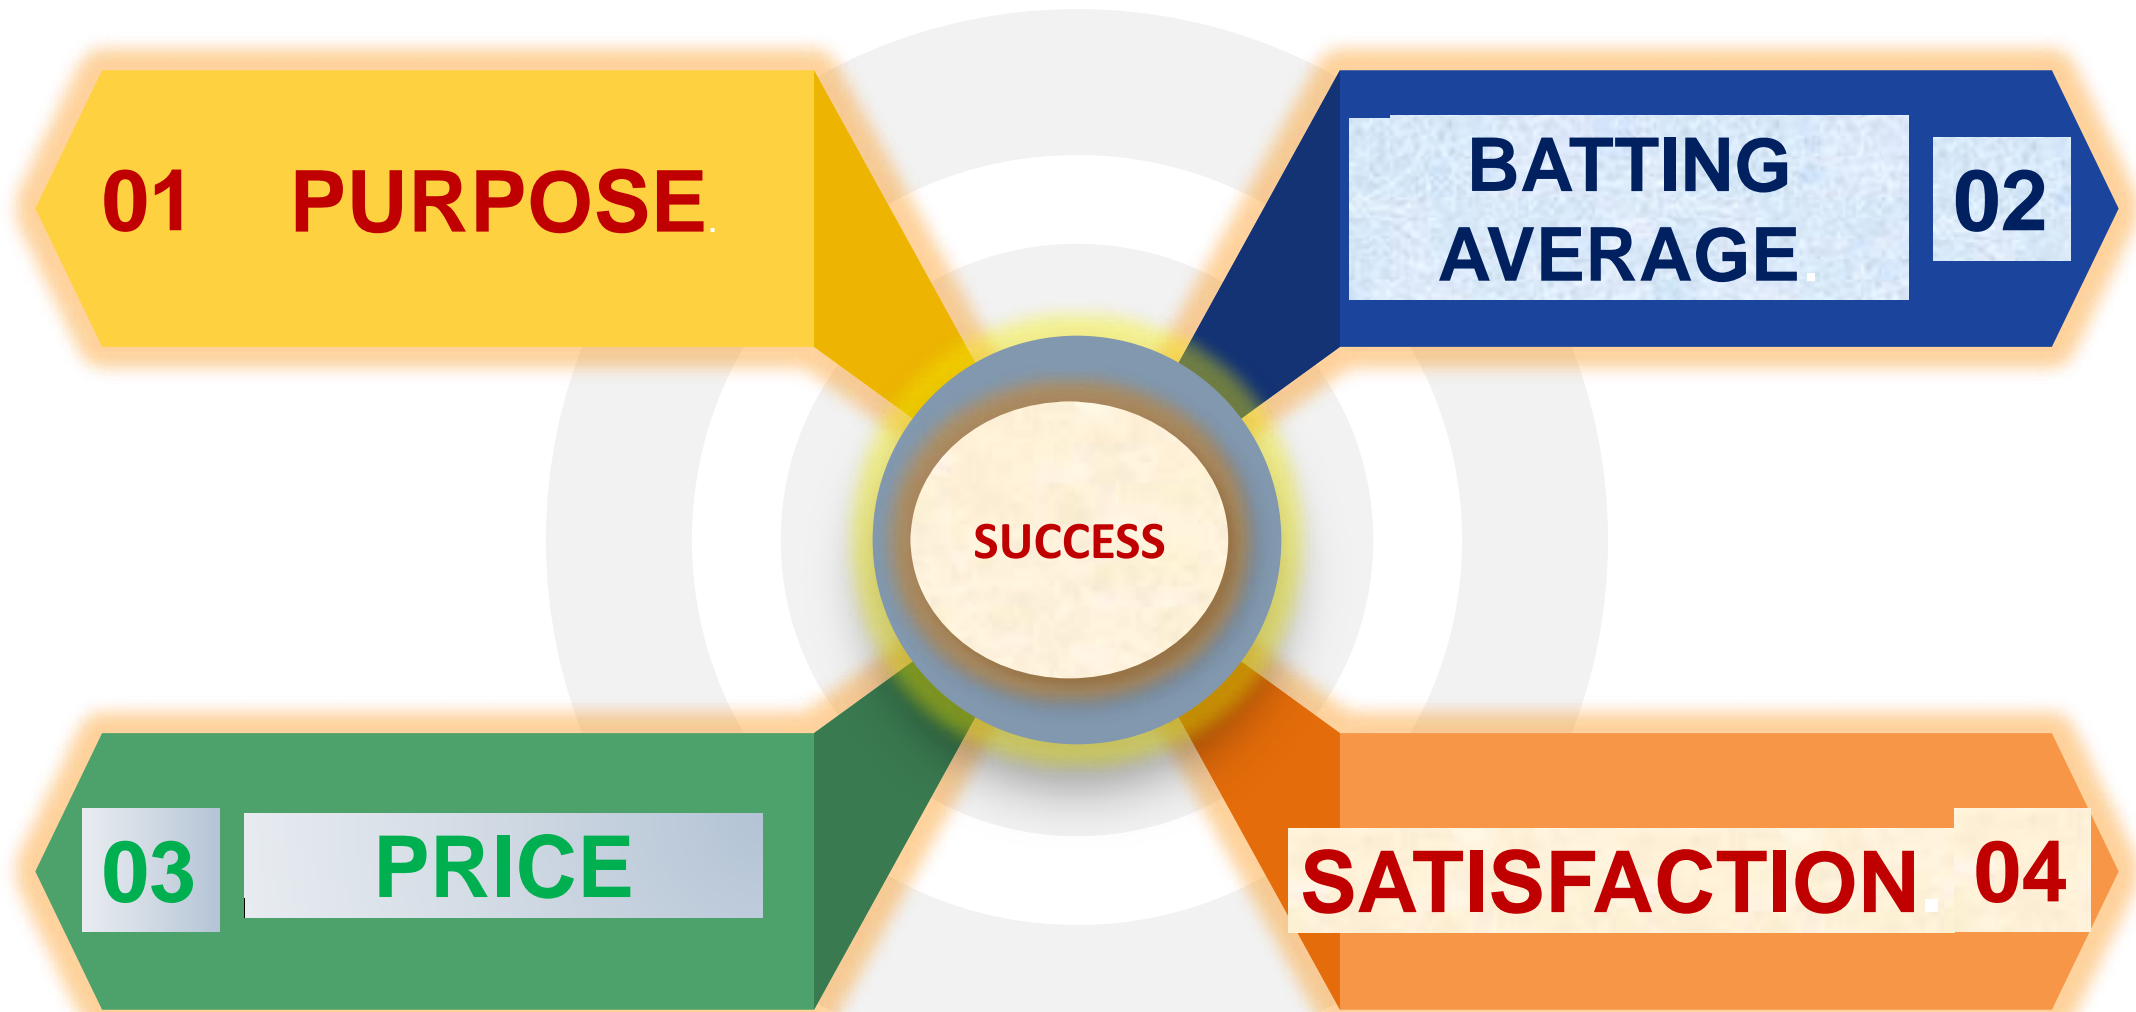 01 PURPOSE.
BATTING
AVERAGE.
02
SUCCESS
03 PRICE
SATISFACTION. 04